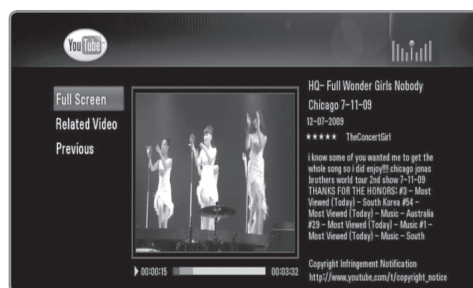 YouTube
Full Screen
Related Video
Previous
00:00:15
00:03:32
HQ- Full Wonder Girls Nobody
Chicago 7-11-09
12-07-2009
★★★★★ TheConcertGirl
i know some of you wanted me to get the
whole song so i did enjoy!!! chicago jonas
brothers world tour 2nd show 7-11-09
THANKS FOR THE HONORS: #3 - Most
Viewed (Today) - South Korea #54 -
Most Viewed (Today) - Music - Australia
#29 - Most Viewed (Today) - Music #1 -
Most Viewed (Today) - Music - South
Copyright Infringement Notification
http://www.youtube.com/t/copyright_notice